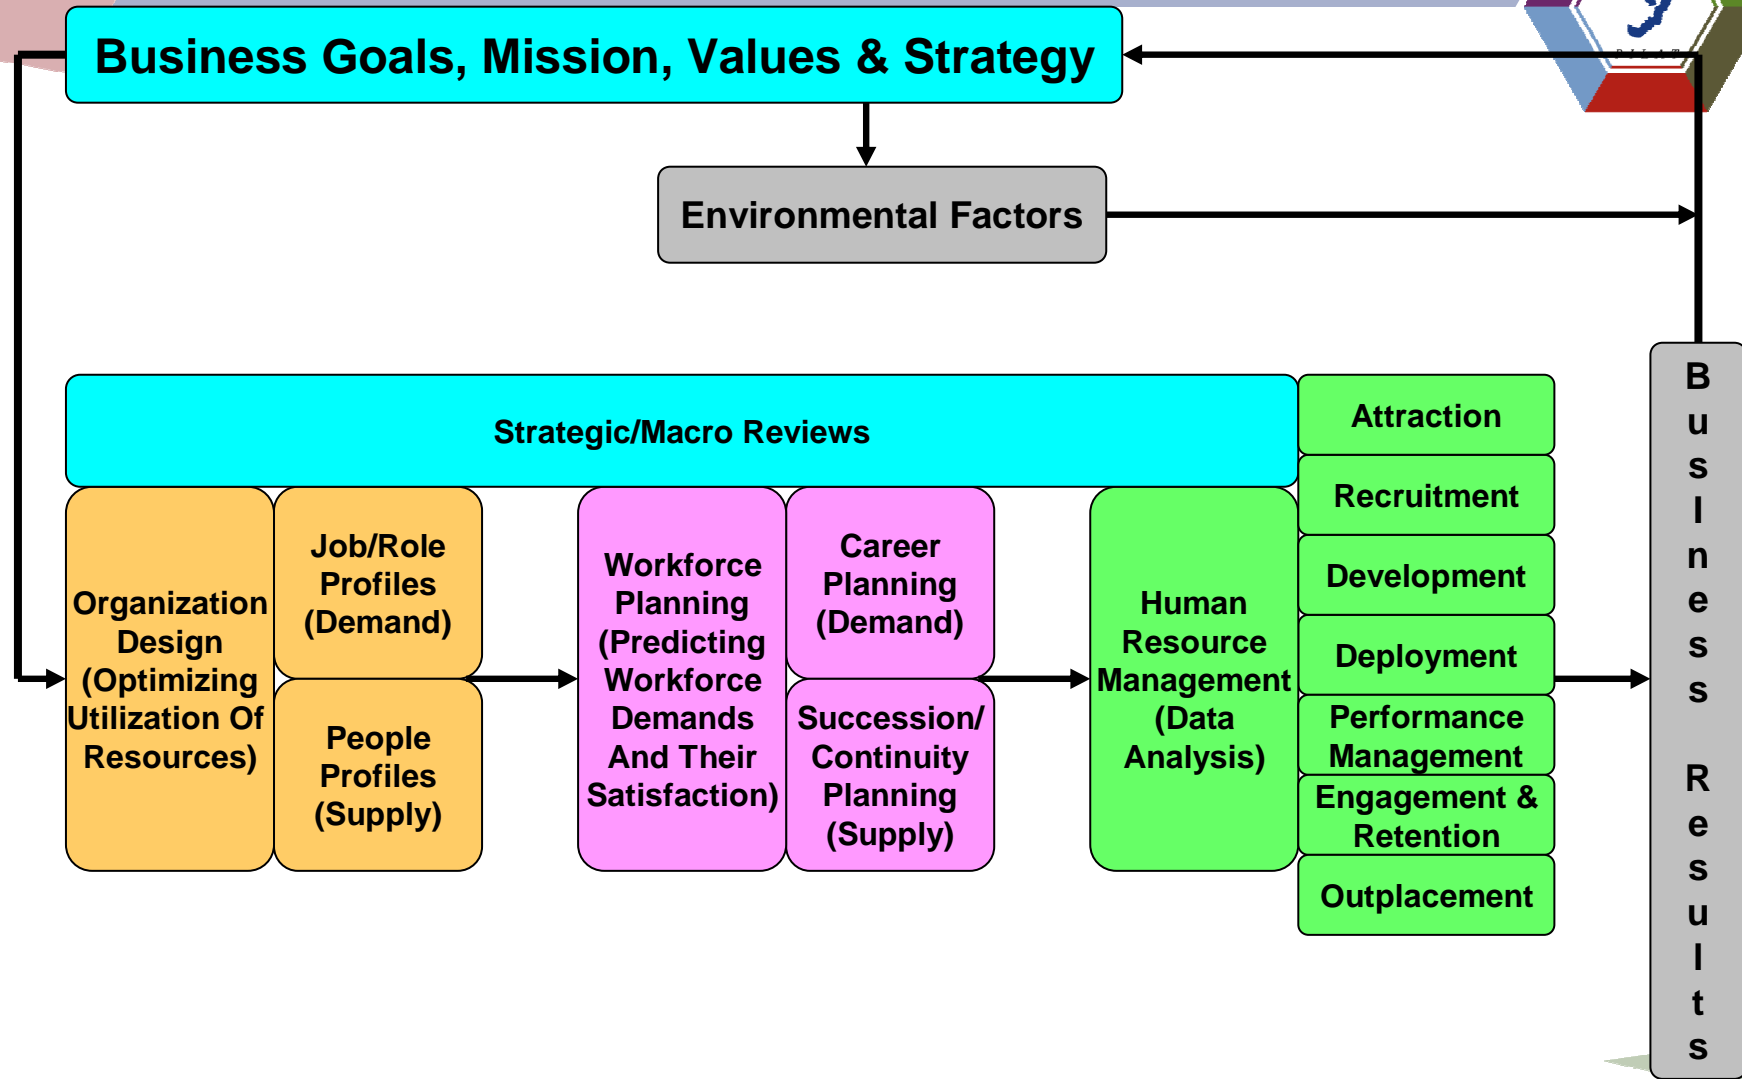 Business Goals, Mission, Values & Strategy
PILAT
Environmental Factors
Strategic/Macro Reviews
Organization
Design
(Optimizing
Utilization Of
Resources)
Job/Role
Profiles
(Demand)
People
Profiles
(Supply)
Workforce
Planning
(Predicting
Workforce
Demands
And Their
Satisfaction)
Career
Planning
(Demand)
Succession/
Continuity
Planning
(Supply)
Human
Resource
Management
(Data
Analysis)
Attraction
Recruitment
Development
Deployment
Performance
Management
Engagement &
Retention
Outplacement
B
u
s
I
n
e
s
s
R
e
s
u
l
t
s